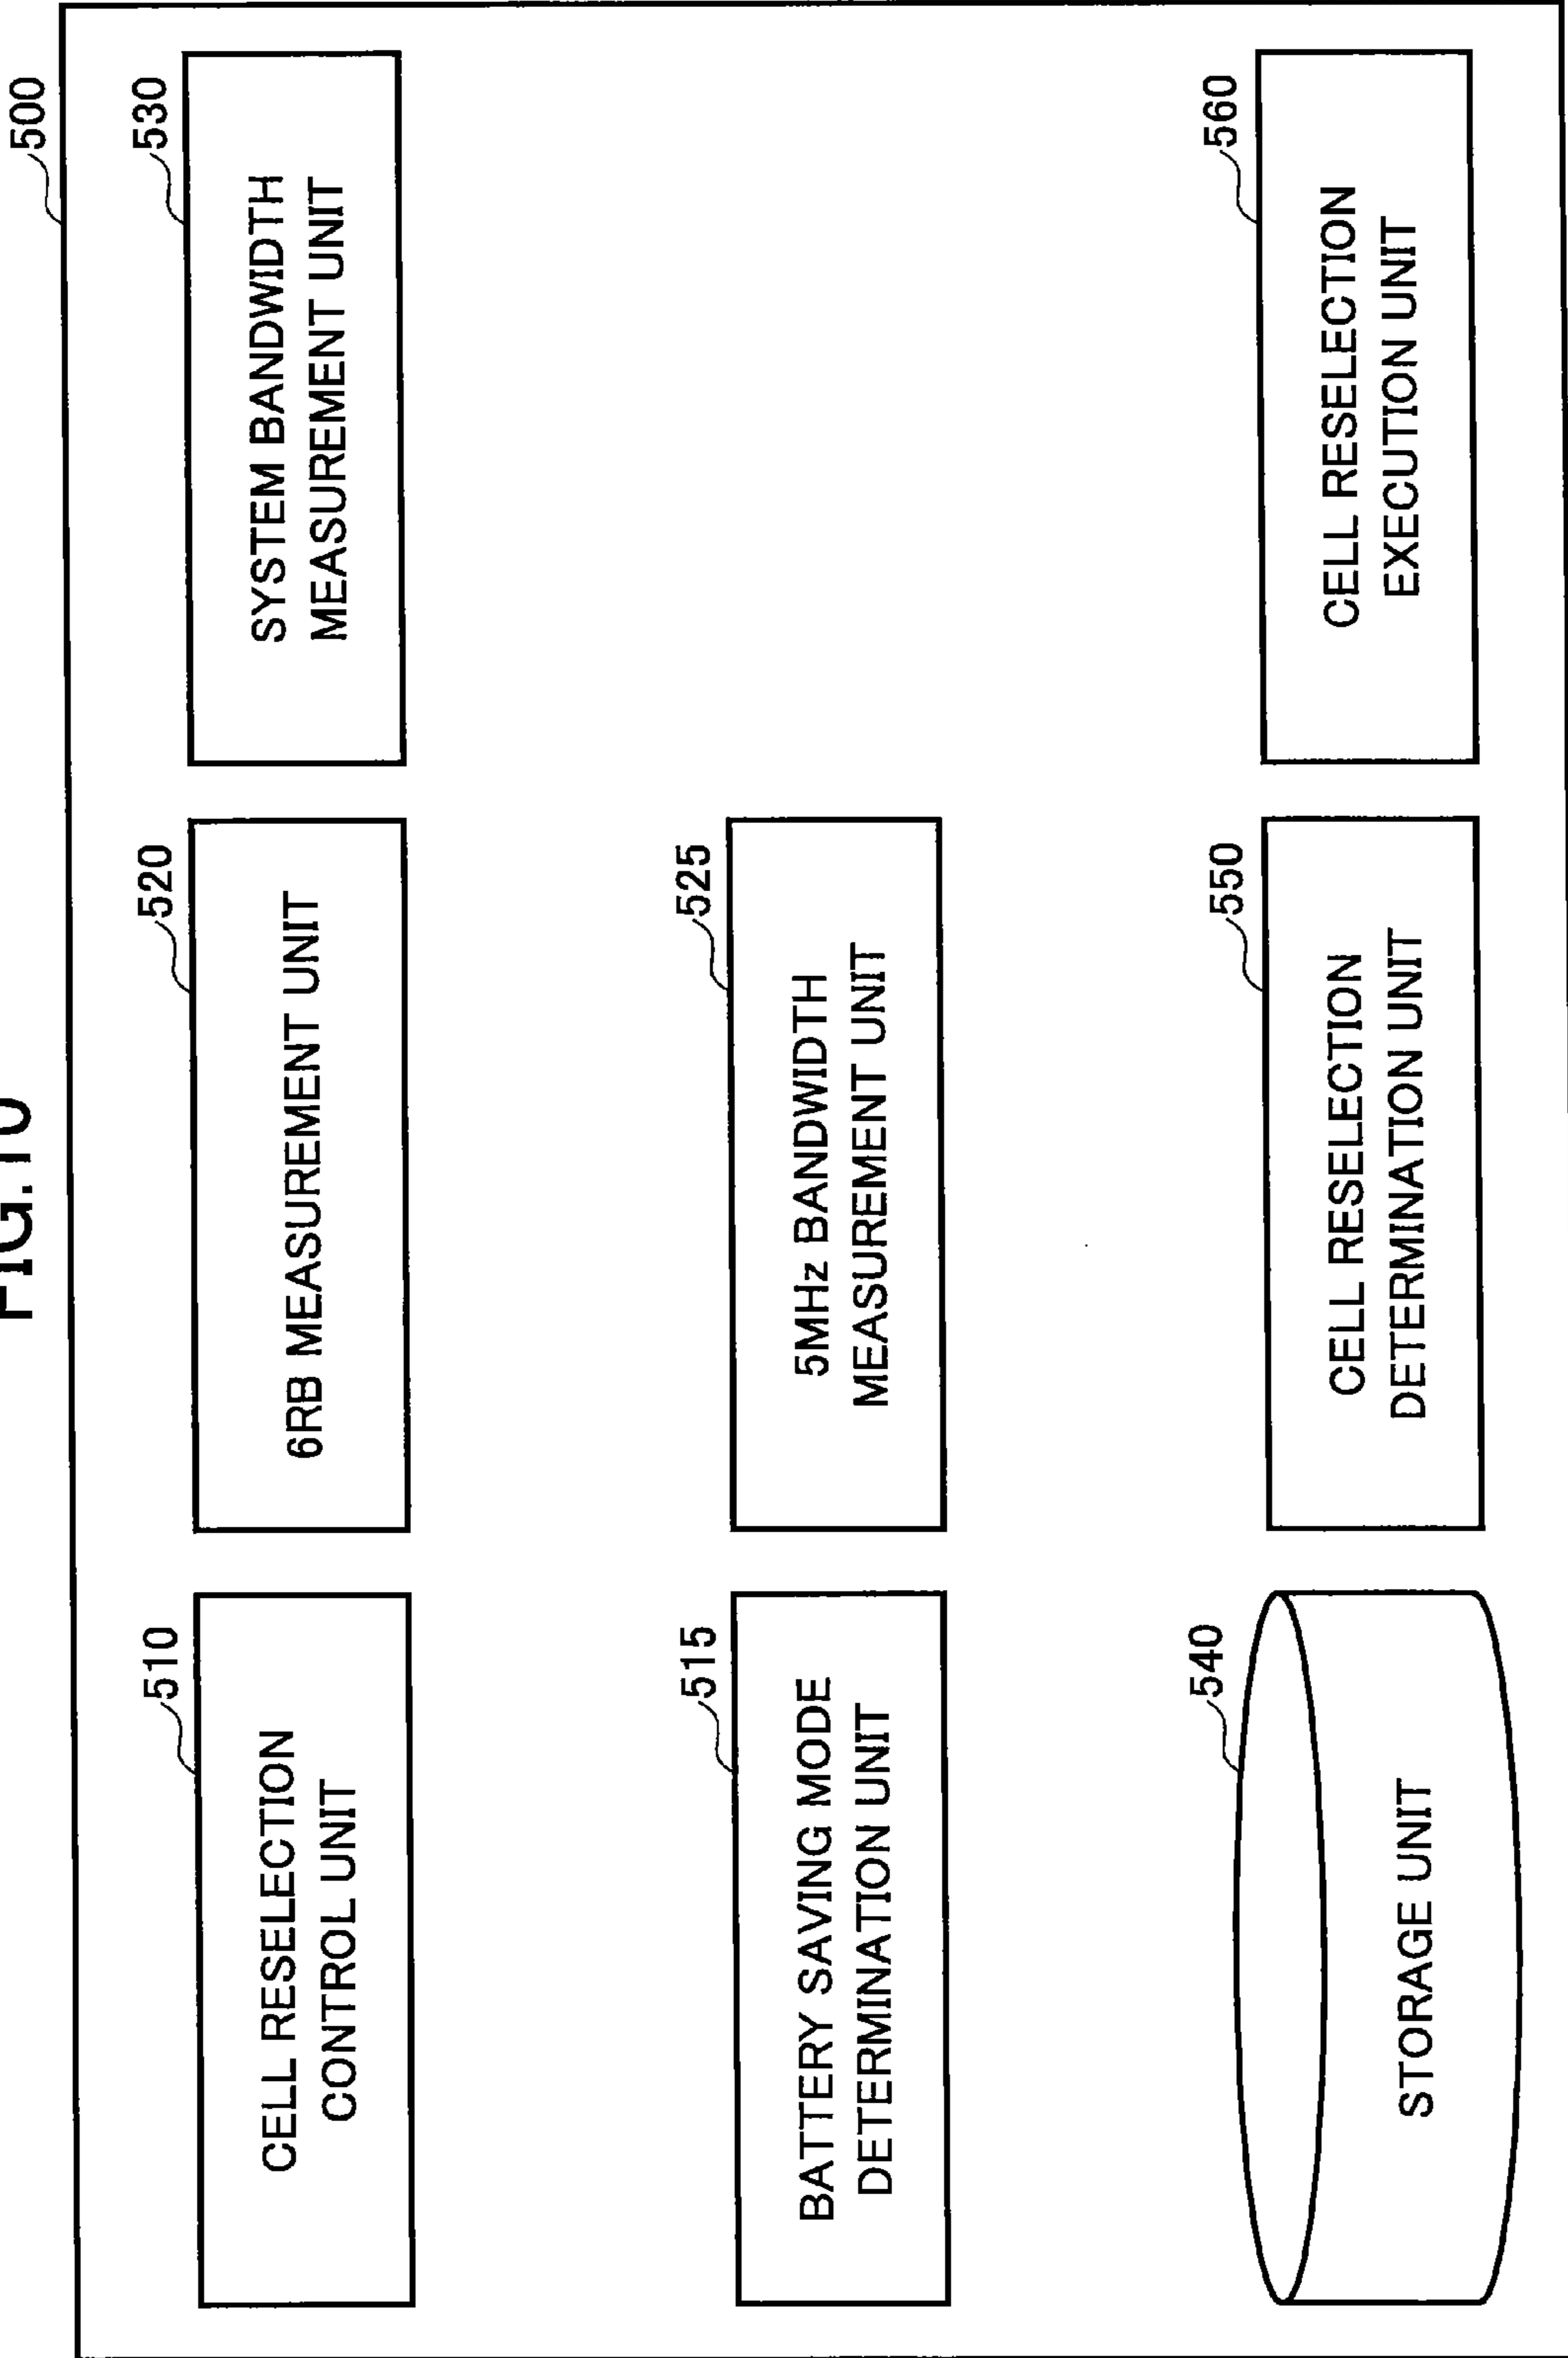 FIG.10
500
510
CELL RESELECTION
CONTROL UNIT
520
6RB MEASUREMENT UNIT
530
SYSTEM BANDWIDTH
MEASUREMENT UNIT
515
BATTERY SAVING MODE
DETERMINATION UNIT
525
5MHz BANDWIDTH
MEASUREMENT UNIT
540
STORAGE UNIT
550
CELL RESELECTION
DETERMINATION UNIT
560
CELL RESELECTION
EXECUTION UNIT